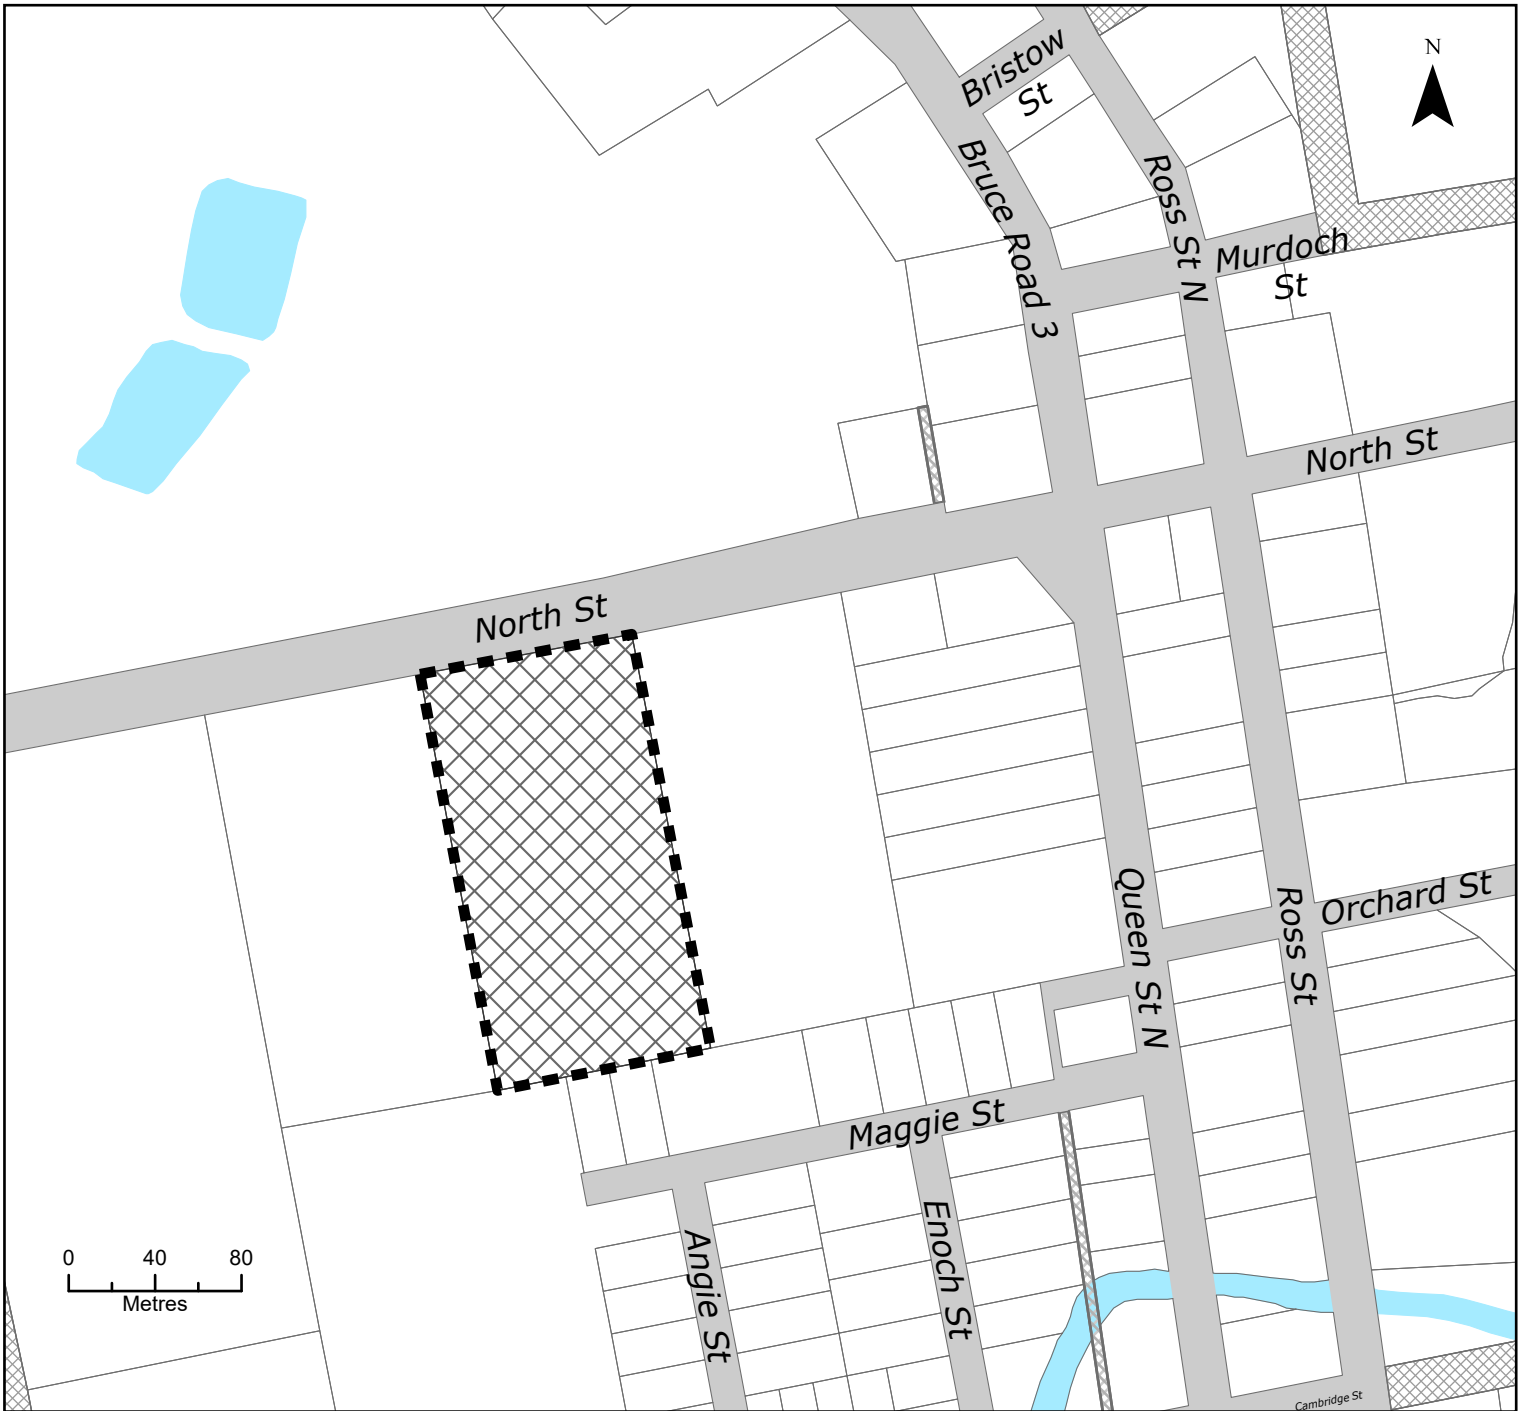 N
Bristow
St
Bruce Road 3
Ross St N
Murdoch
St
North St
North St
Queen St N
Ross St
Orchard St
Maggie St
Enoch St
Angie St
0 40 80
Metres
Cambridge St